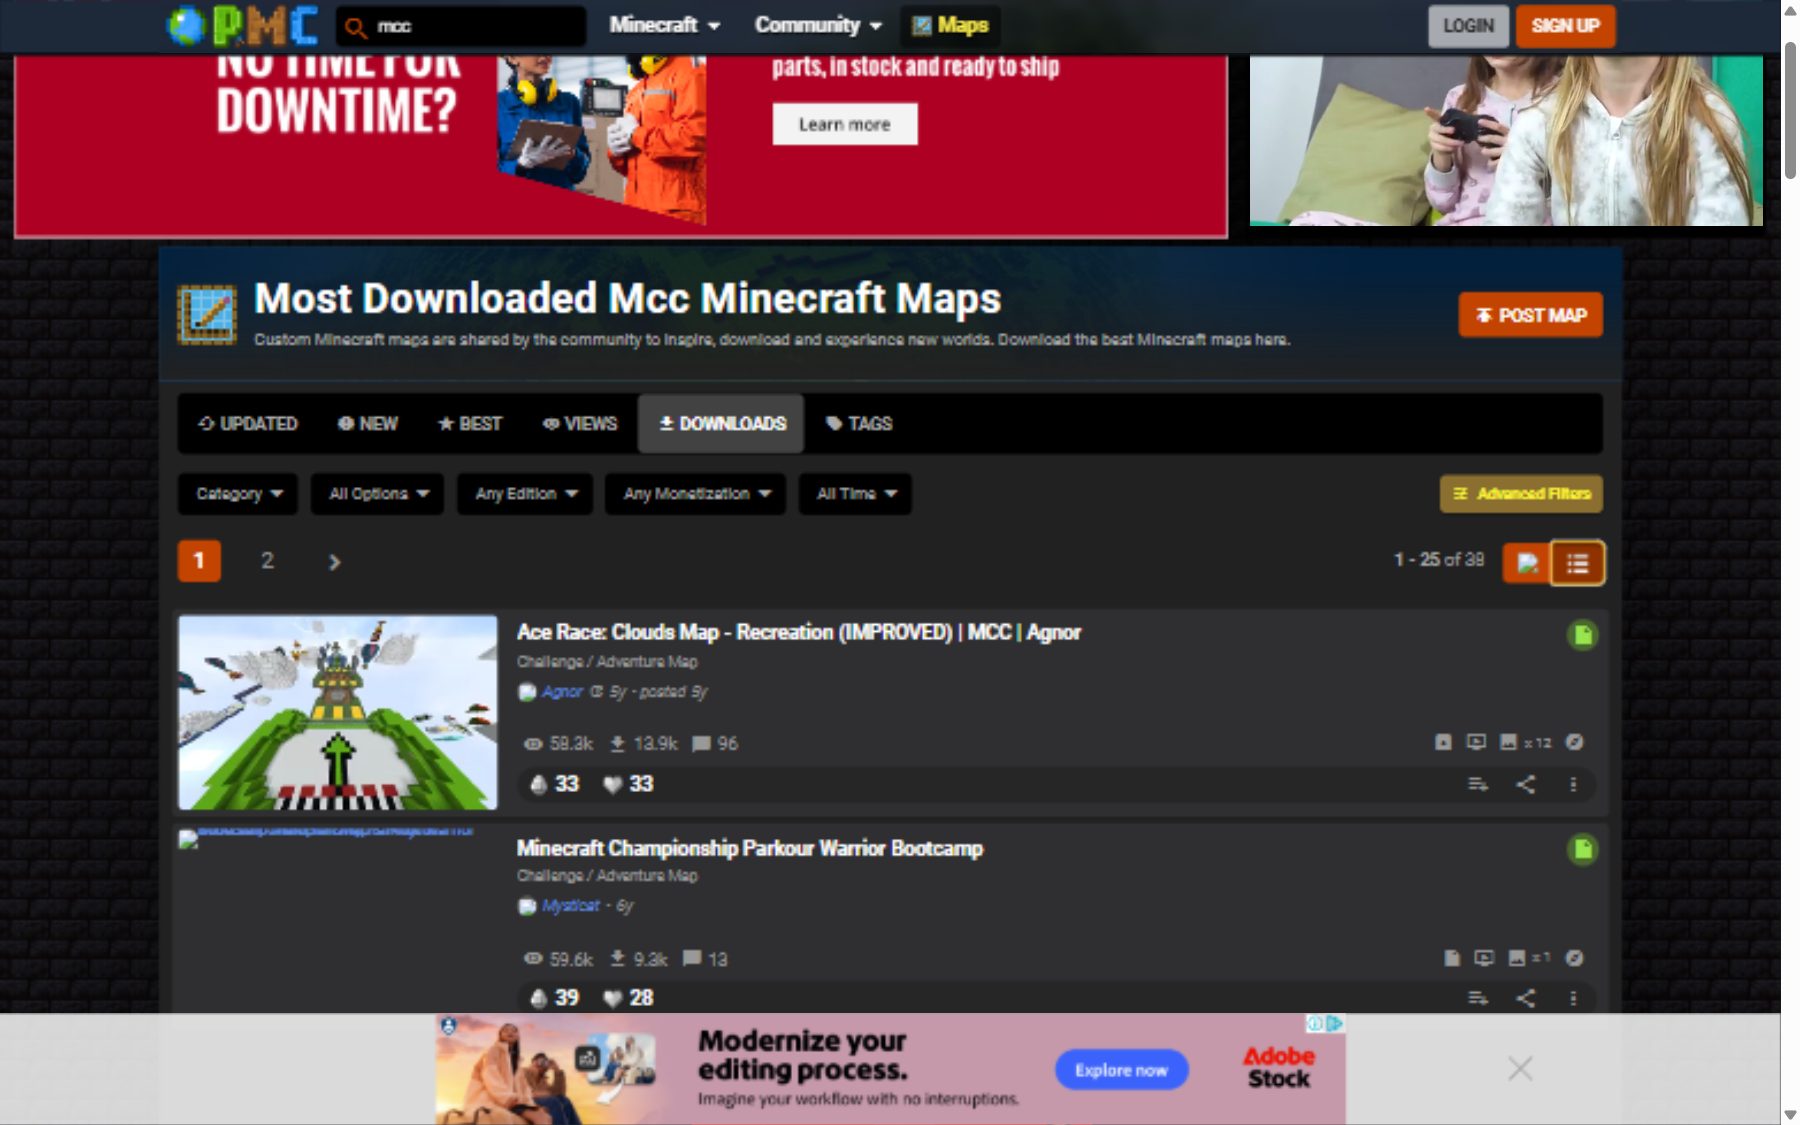 PMC mcc Minecraft Community Maps LOGIN SIGN UP
NO TIME FOR
DOWNTIME?
parts, in stock and ready to ship
Learn more
Most Downloaded Mcc Minecraft Maps
Custom Minecraft maps are shared by the community to inspire, download and experience new worlds. Download the best Minecraft maps here.
POST MAP
UPDATED NEW BEST VIEWS DOWNLOADS TAGS
Category All Options Any Edition Any Monetization All Time Advanced Filters
1 2 1 - 25 of 38
Ace Race: Clouds Map - Recreation (IMPROVED) | MCC | Agnor
Challenge / Adventure Map
Agnor 5y - posted 5y
58.3k 13.9k 96 x12
33 33
Minecraft Championship Parkour Warrior Bootcamp
Challenge / Adventure Map
Mysticat - 6y
59.6k 9.3k 13 x1
39 28
Modernize your
editing process.
Imagine your workflow with no interruptions.
Explore now
Adobe
Stock